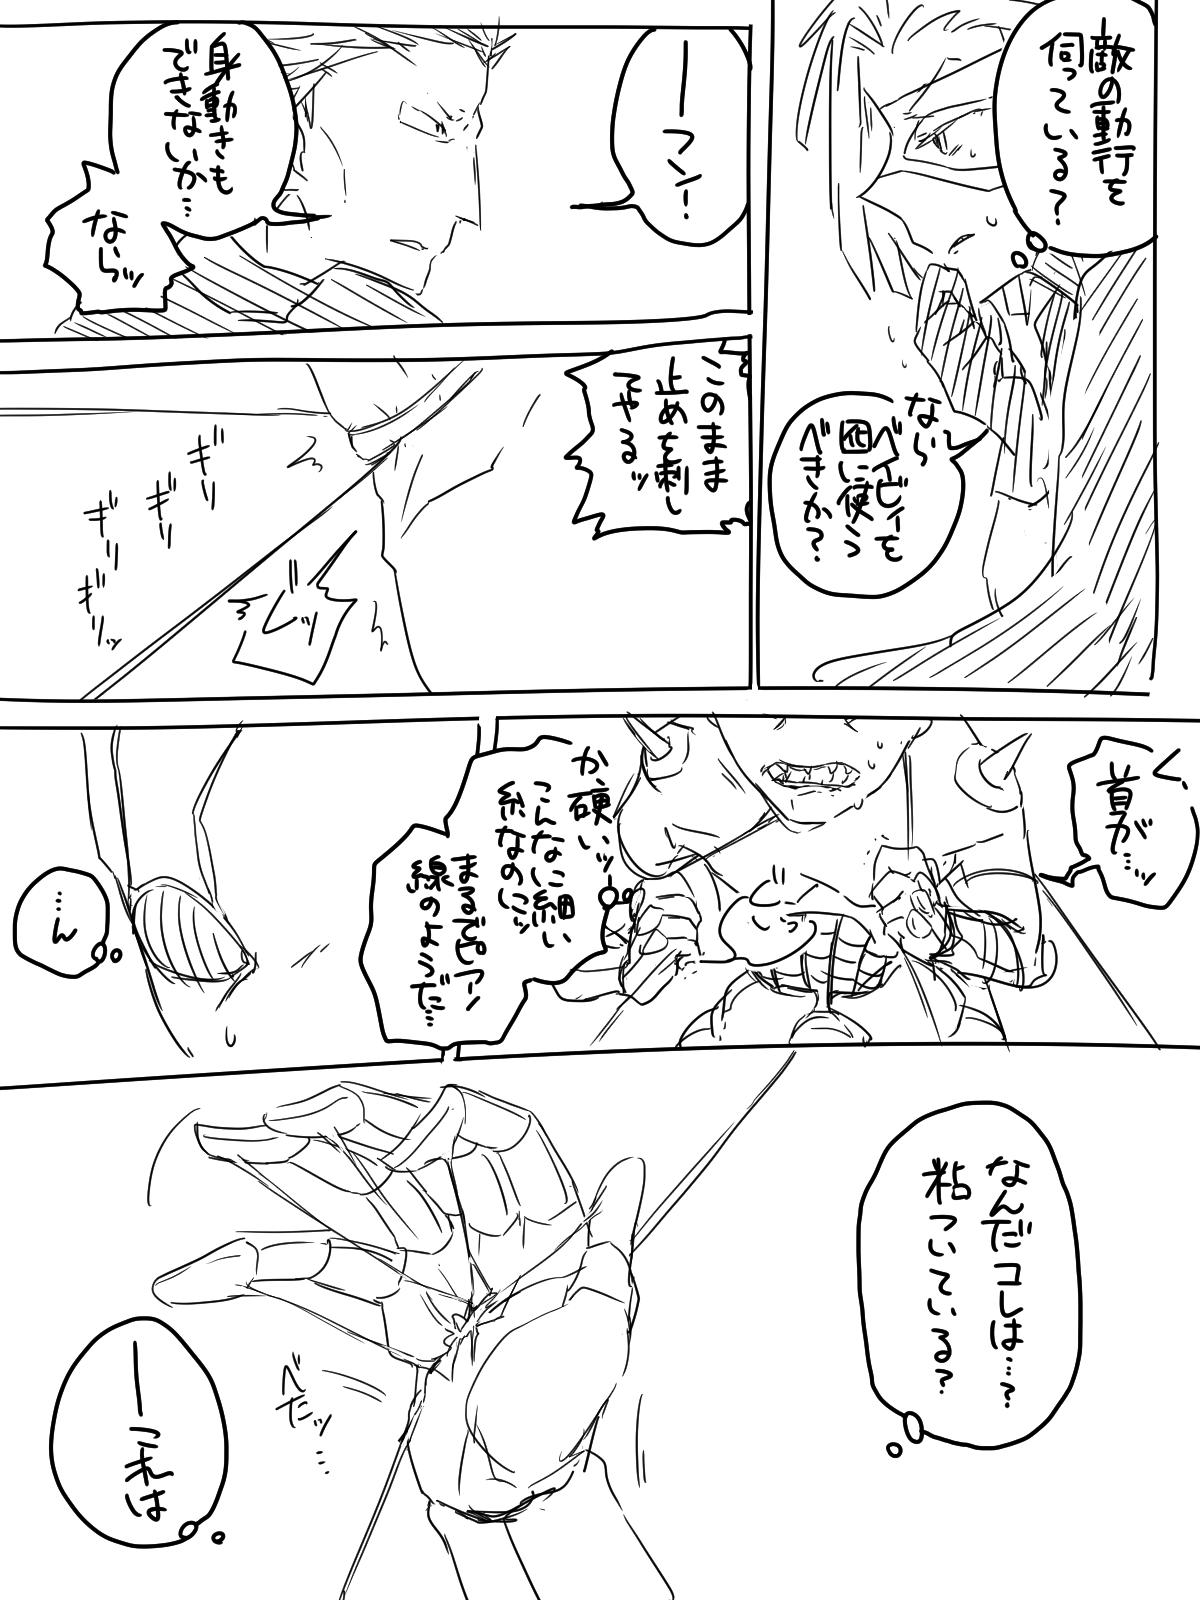 敵の動行を
伺っている?
なら
ベイビィを
囮に使う
べきか?
ーフン!
身動きも
できないか…
ならッ
このまま
止めを刺し
てやるッ
ギリ
ギリ
ギリ
ギリッ
ビッ
く、
首が…ッ
ぐっ
か、硬いッ
こんなに細い
糸なのにッ
まるでピアノ
線のようだ…
…ん
なんだコレは…?
粘ついている?
べたッ…
ーこれは